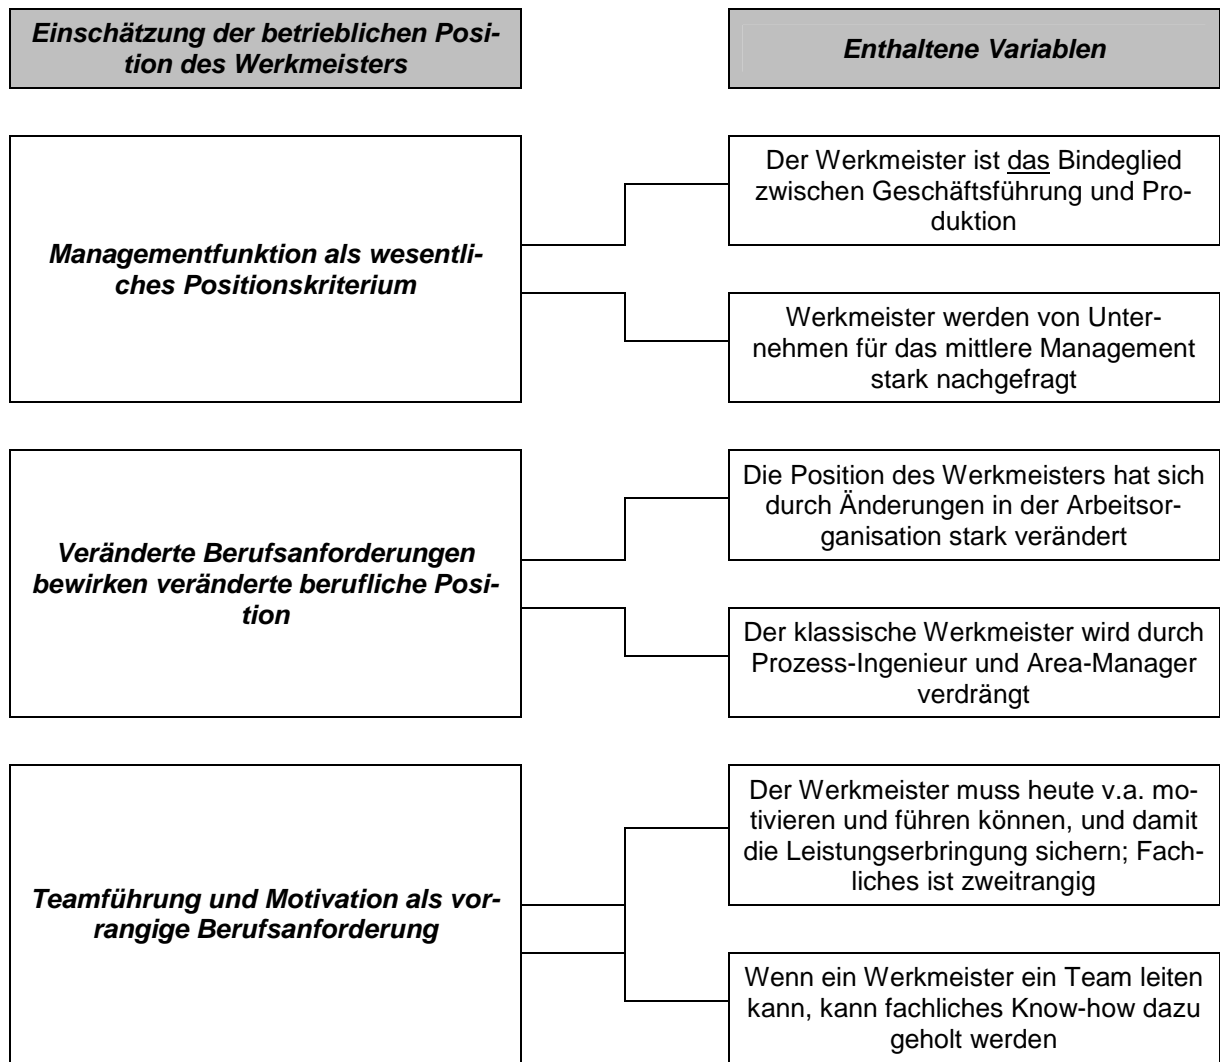 Einschätzung der betrieblichen Posi-
tion des Werkmeisters
Enthaltene Variablen
Managementfunktion als wesentli-
ches Positionskriterium
Der Werkmeister ist das Bindeglied
zwischen Geschäftsführung und Pro-
duktion
Werkmeister werden von Unter-
nehmen für das mittlere Management
stark nachgefragt
Veränderte Berufsanforderungen
bewirken veränderte berufliche Posi-
tion
Die Position des Werkmeisters hat sich
durch Änderungen in der Arbeitsor-
ganisation stark verändert
Der klassische Werkmeister wird durch
Prozess-Ingenieur und Area-Manager
verdrängt
Teamführung und Motivation als vor-
rangige Berufsanforderung
Der Werkmeister muss heute v.a. mo-
tivieren und führen können, und damit
die Leistungserbringung sichern; Fach-
liches ist zweitrangig
Wenn ein Werkmeister ein Team leiten
kann, kann fachliches Know-how dazu
geholt werden